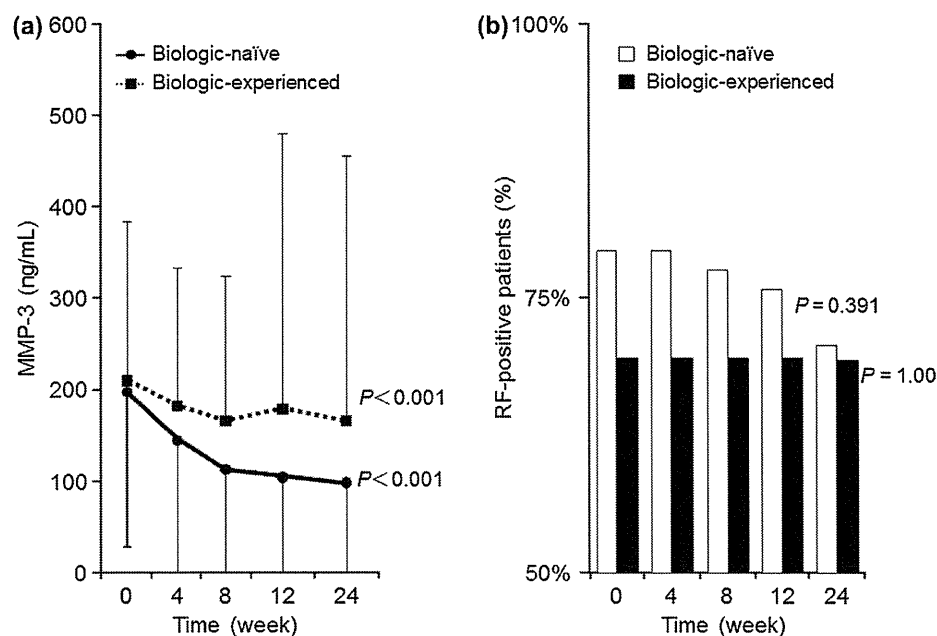 (a)
600
500
400
300
200
100
0
MMP-3 (ng/mL)
Biologic-naïve
Biologic-experienced
P<0.001
P<0.001
0 4 8 12 24
Time (week)
(b)
100%
75%
50%
RF-positive patients (%)
Biologic-naïve
Biologic-experienced
P=0.391
P=1.00
0 4 8 12 24
Time (week)